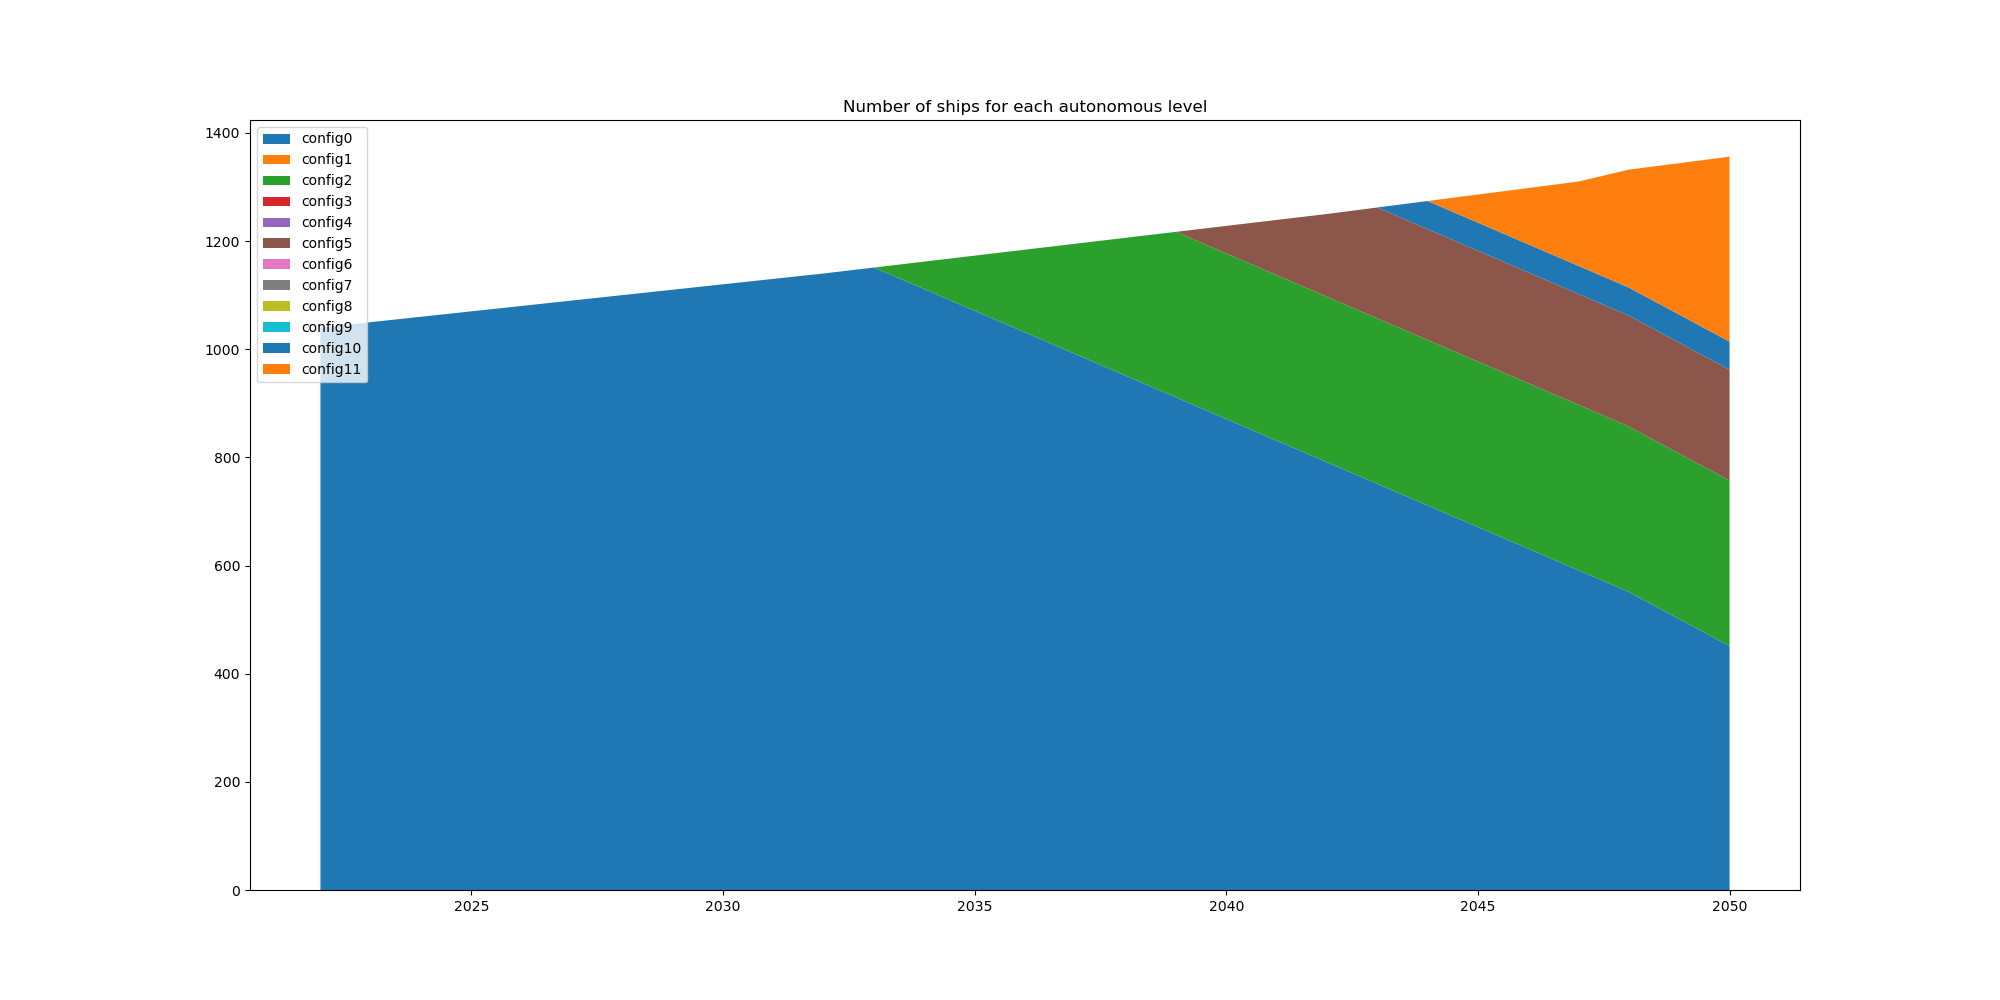 Number of ships for each autonomous level
1400
1200
1000
800
600
400
200
0
config0
config1
config2
config3
config4
config5
config6
config7
config8
config9
config10
config11
2025 2030 2035 2040 2045 2050